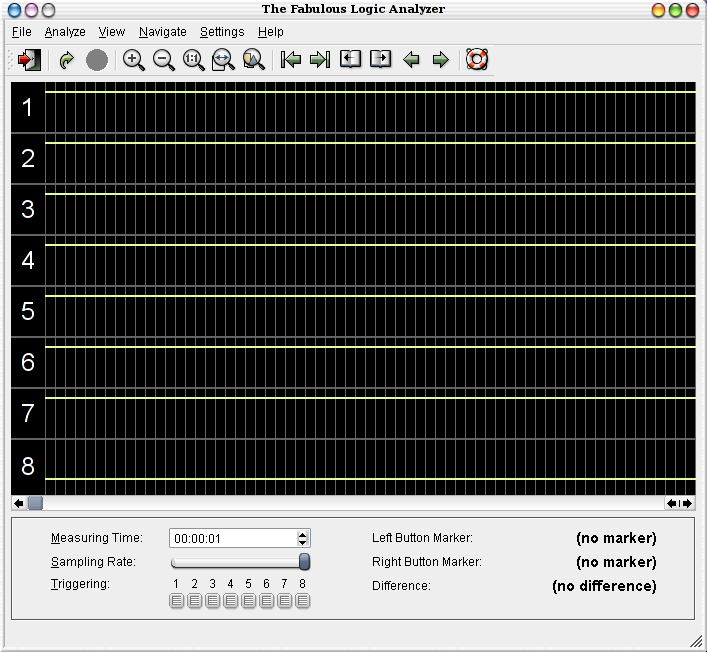 The Fabulous Logic Analyzer
File Analyze View Navigate Settings Help
1:1
1
2
3
4
5
6
7
8
Measuring Time: 00:00:01 Left Button Marker: (no marker)
Sampling Rate: Right Button Marker: (no marker)
Triggering: 1 2 3 4 5 6 7 8 Difference: (no difference)